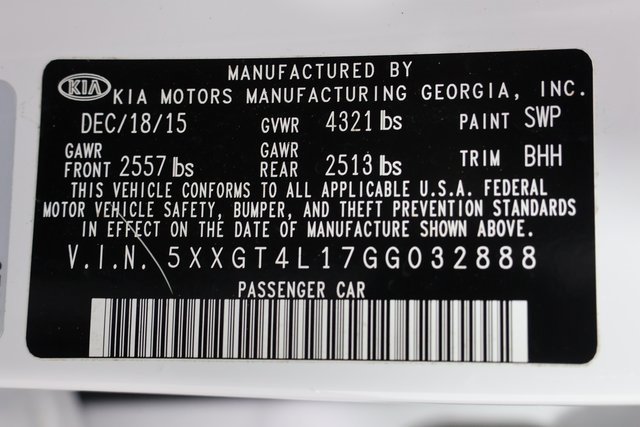 MANUFACTURED BY
KIA KIA MOTORS MANUFACTURING GEORGIA, INC.
DEC/18/15 GVWR 4321 lbs PAINT SWP
GAWR FRONT 2557 lbs GAWR REAR 2513 lbs TRIM BHH
THIS VEHICLE CONFORMS TO ALL APPLICABLE U.S.A. FEDERAL
MOTOR VEHICLE SAFETY, BUMPER, AND THEFT PREVENTION STANDARDS
IN EFFECT ON THE DATE OF MANUFACTURE SHOWN ABOVE.
V.I.N. 5XXGT4L17GG032888
PASSENGER CAR